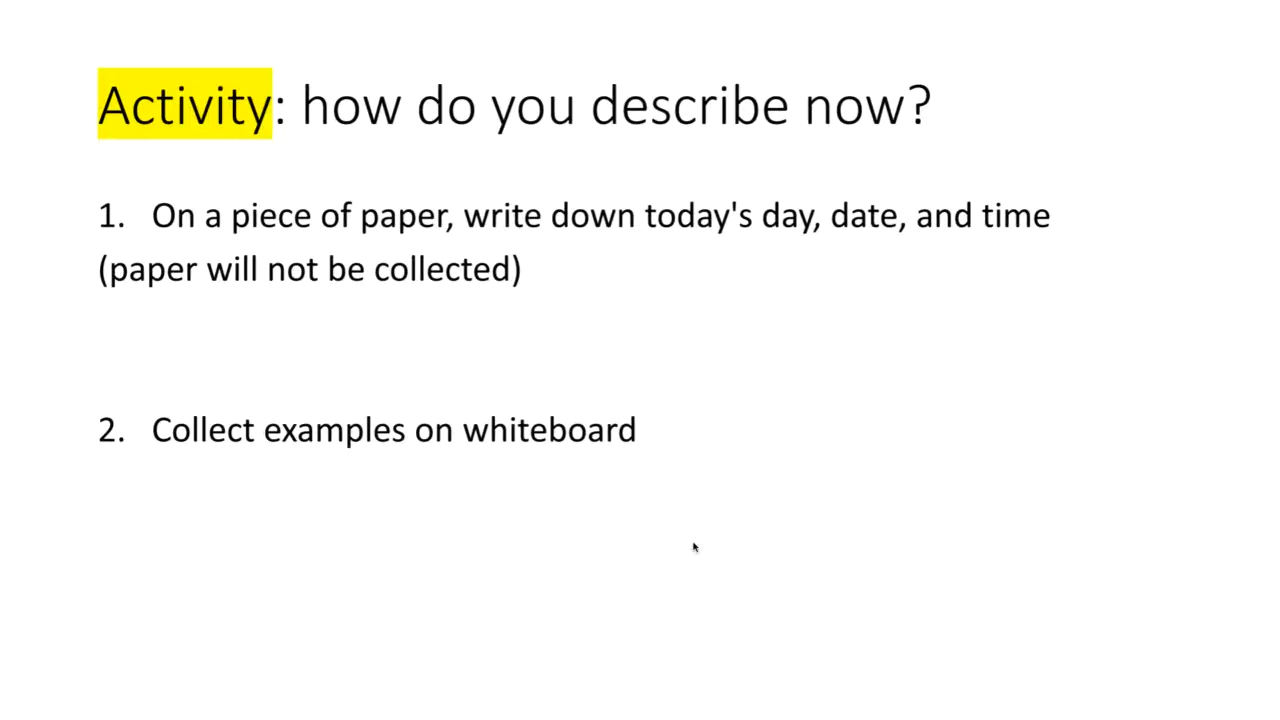 Activity: how do you describe now?
1. On a piece of paper, write down today's day, date, and time
(paper will not be collected)
2. Collect examples on whiteboard